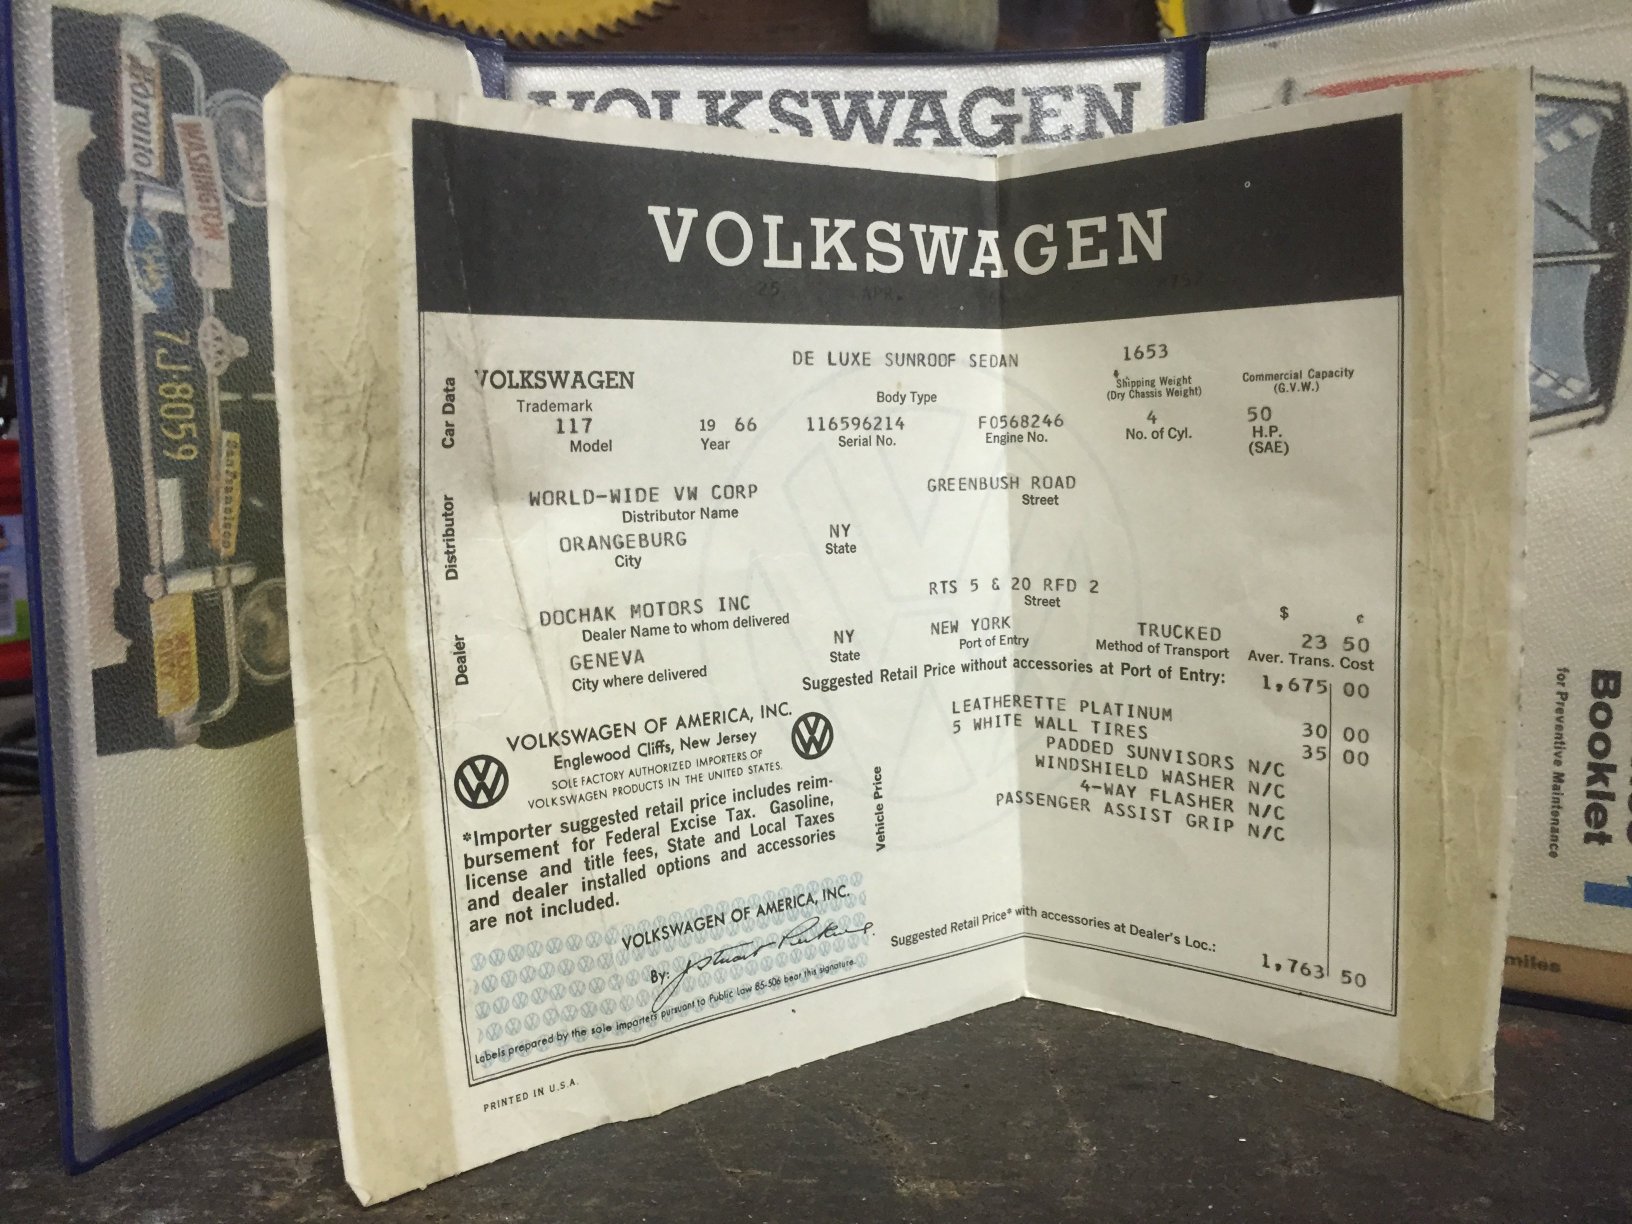 VOLKSWAGEN
VOLKSWAGEN
25 APR.
Car Data
VOLKSWAGEN
Trademark
DE LUXE SUNROOF SEDAN
Body Type
1653
Shipping Weight
(Dry Chassis Weight)
Commercial Capacity
(G.V.W.)
117
Model
19 66
Year
116596214
Serial No.
F0568246
Engine No.
4
No. of Cyl.
50
H.P.
(SAE)
Distributor
WORLD-WIDE VW CORP
Distributor Name
GREENBUSH ROAD
Street
ORANGEBURG
City
NY
State
Dealer
DOCHAK MOTORS INC
Dealer Name to whom delivered
RTS 5 & 20 RFD 2
Street
GENEVA
City where delivered
NY
State
NEW YORK
Port of Entry
TRUCKED
Method of Transport
$ ¢
23 50
Aver. Trans. Cost
Suggested Retail Price without accessories at Port of Entry: 1,675 00
Vehicle Price
LEATHERETTE PLATINUM 30 00
5 WHITE WALL TIRES 35 00
PADDED SUNVISORS N/C
WINDSHIELD WASHER N/C
4-WAY FLASHER N/C
PASSENGER ASSIST GRIP N/C
Suggested Retail Price* with accessories at Dealer's Loc.: 1,763 50
VOLKSWAGEN OF AMERICA, INC.
Englewood Cliffs, New Jersey
SOLE FACTORY AUTHORIZED IMPORTERS OF
VOLKSWAGEN PRODUCTS IN THE UNITED STATES.
*Importer suggested retail price includes reim-
bursement for Federal Excise Tax. Gasoline,
license and title fees, State and Local Taxes
and dealer installed options and accessories
are not included.
VOLKSWAGEN OF AMERICA, INC.
By:
Labels prepared by the sole importers pursuant to Public Law 85-506 bear this signature.
PRINTED IN U.S.A.
WASHINGTON
7J-8059
San Francisco
Booklet 1
for Preventive Maintenance
miles